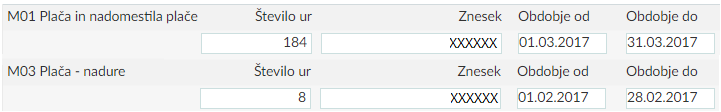 M01 Plača in nadomestila plače Število ur Znesek Obdobje od Obdobje do
184 XXXXXX 01.03.2017 31.03.2017
M03 Plača - nadure Število ur Znesek Obdobje od Obdobje do
8 XXXXXX 01.02.2017 28.02.2017